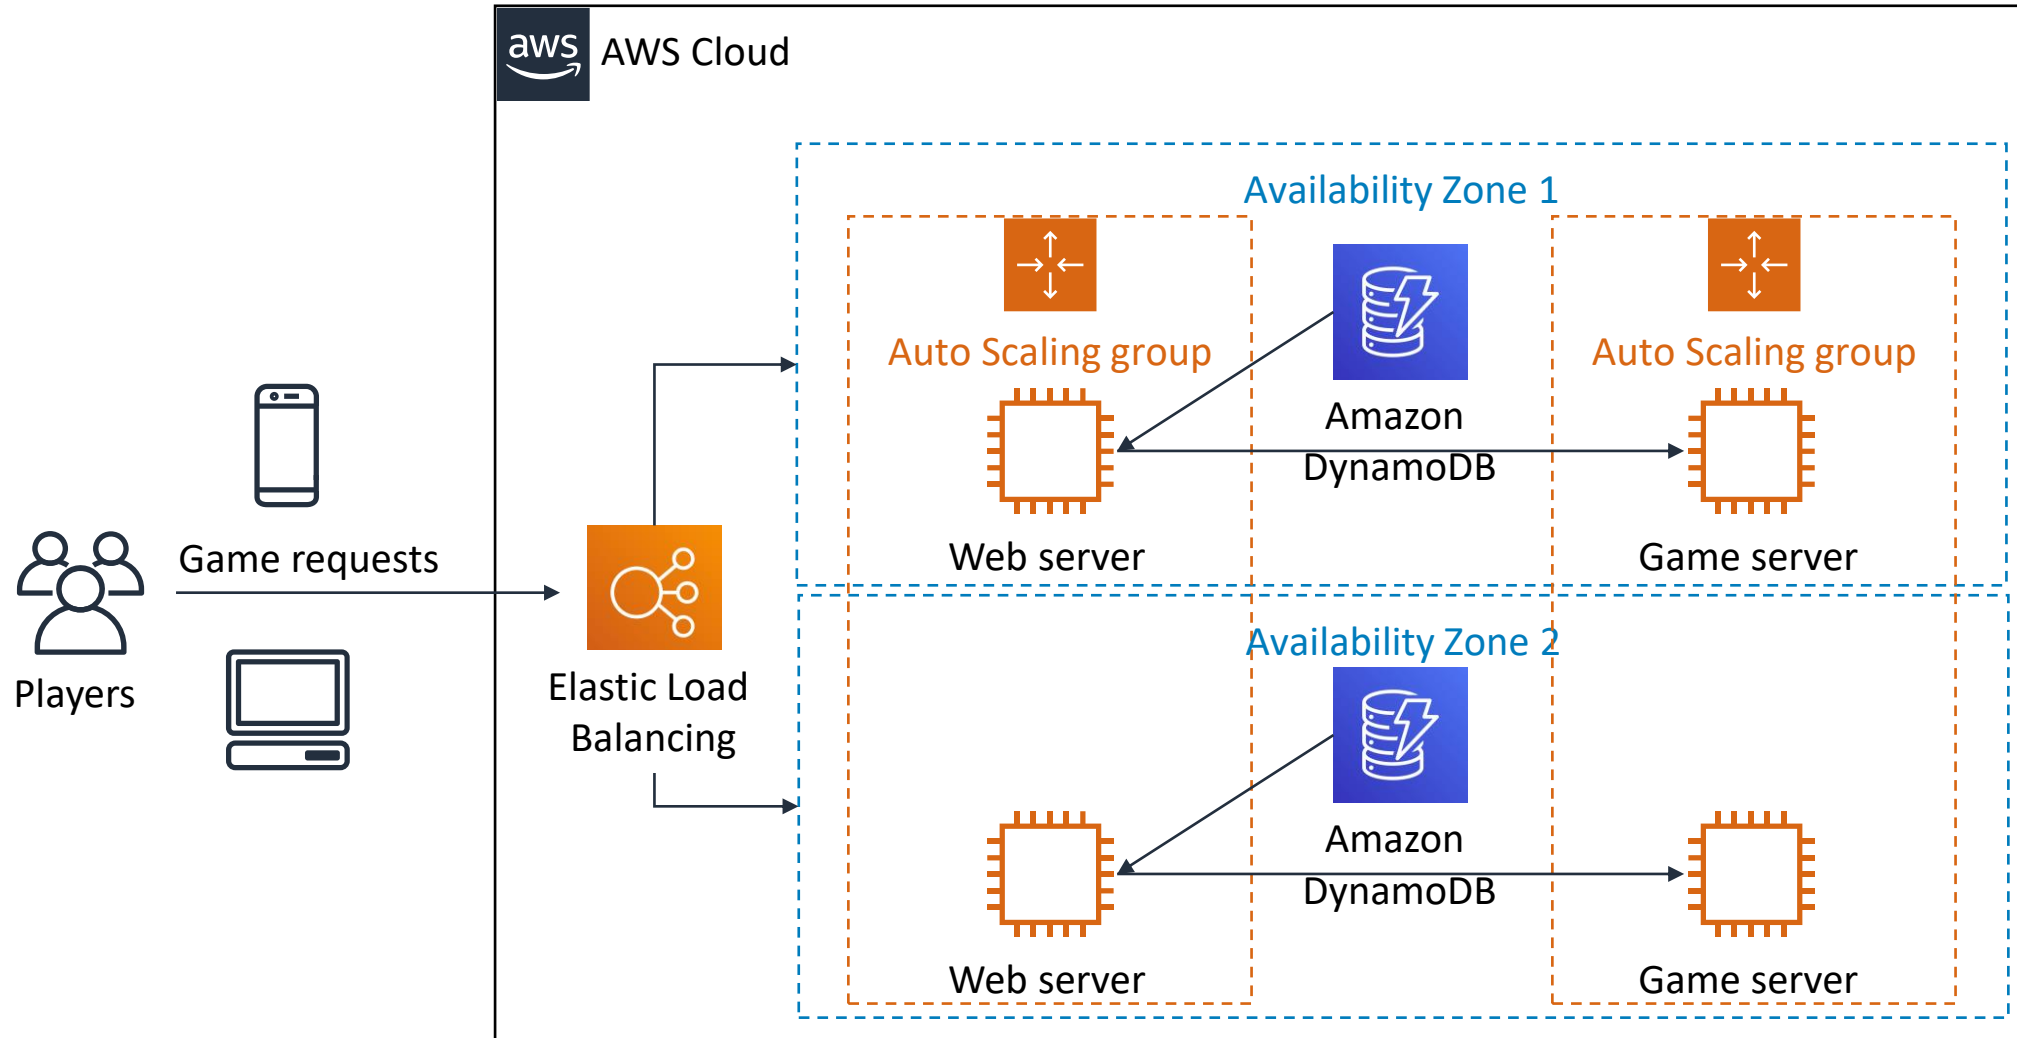 aws
AWS Cloud
Availability Zone 1
Auto Scaling group
Auto Scaling group
Amazon
DynamoDB
Web server
Game server
Game requests
Players
Elastic Load
Balancing
Availability Zone 2
Amazon
DynamoDB
Web server
Game server